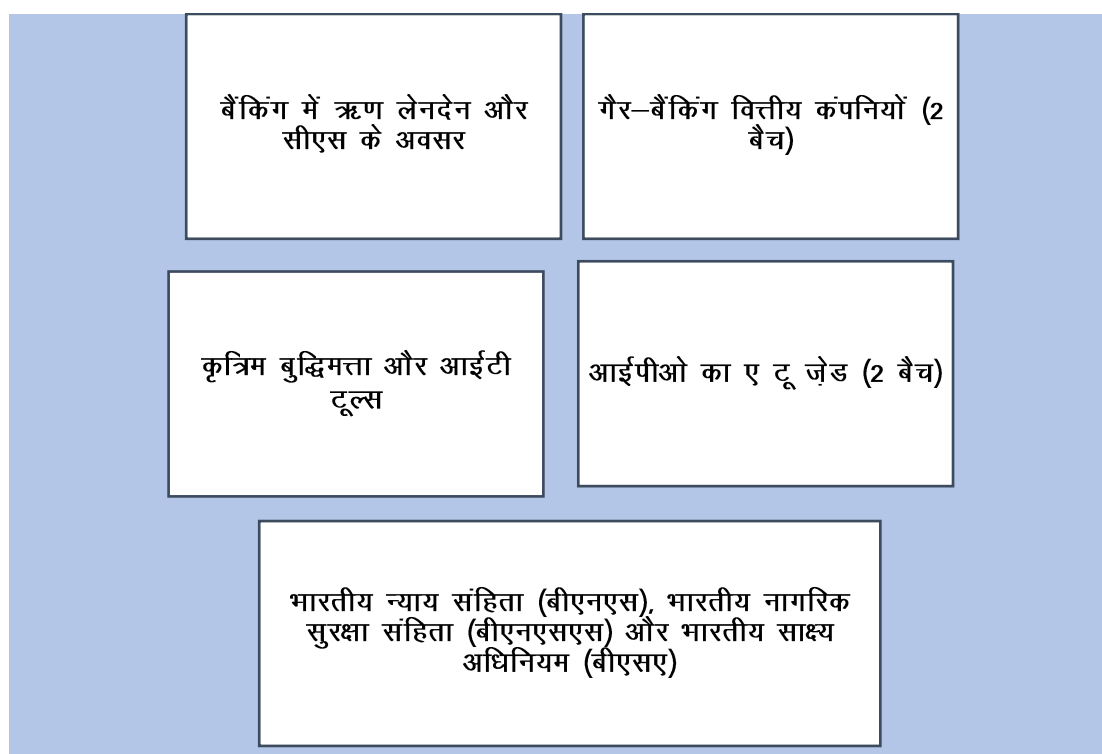 बैंकिंग में ऋण लेनदेन और
सीएस के अवसर
गैर–बैंकिंग वित्तीय कंपनियों (2
बैच)
कृत्रिम बुद्धिमत्ता और आईटी
टूल्स
आईपीओ का ए टू ज़ेड (2 बैच)
भारतीय न्याय संहिता (बीएनएस), भारतीय नागरिक
सुरक्षा संहिता (बीएनएसएस) और भारतीय साक्ष्य
अधिनियम (बीएसए)